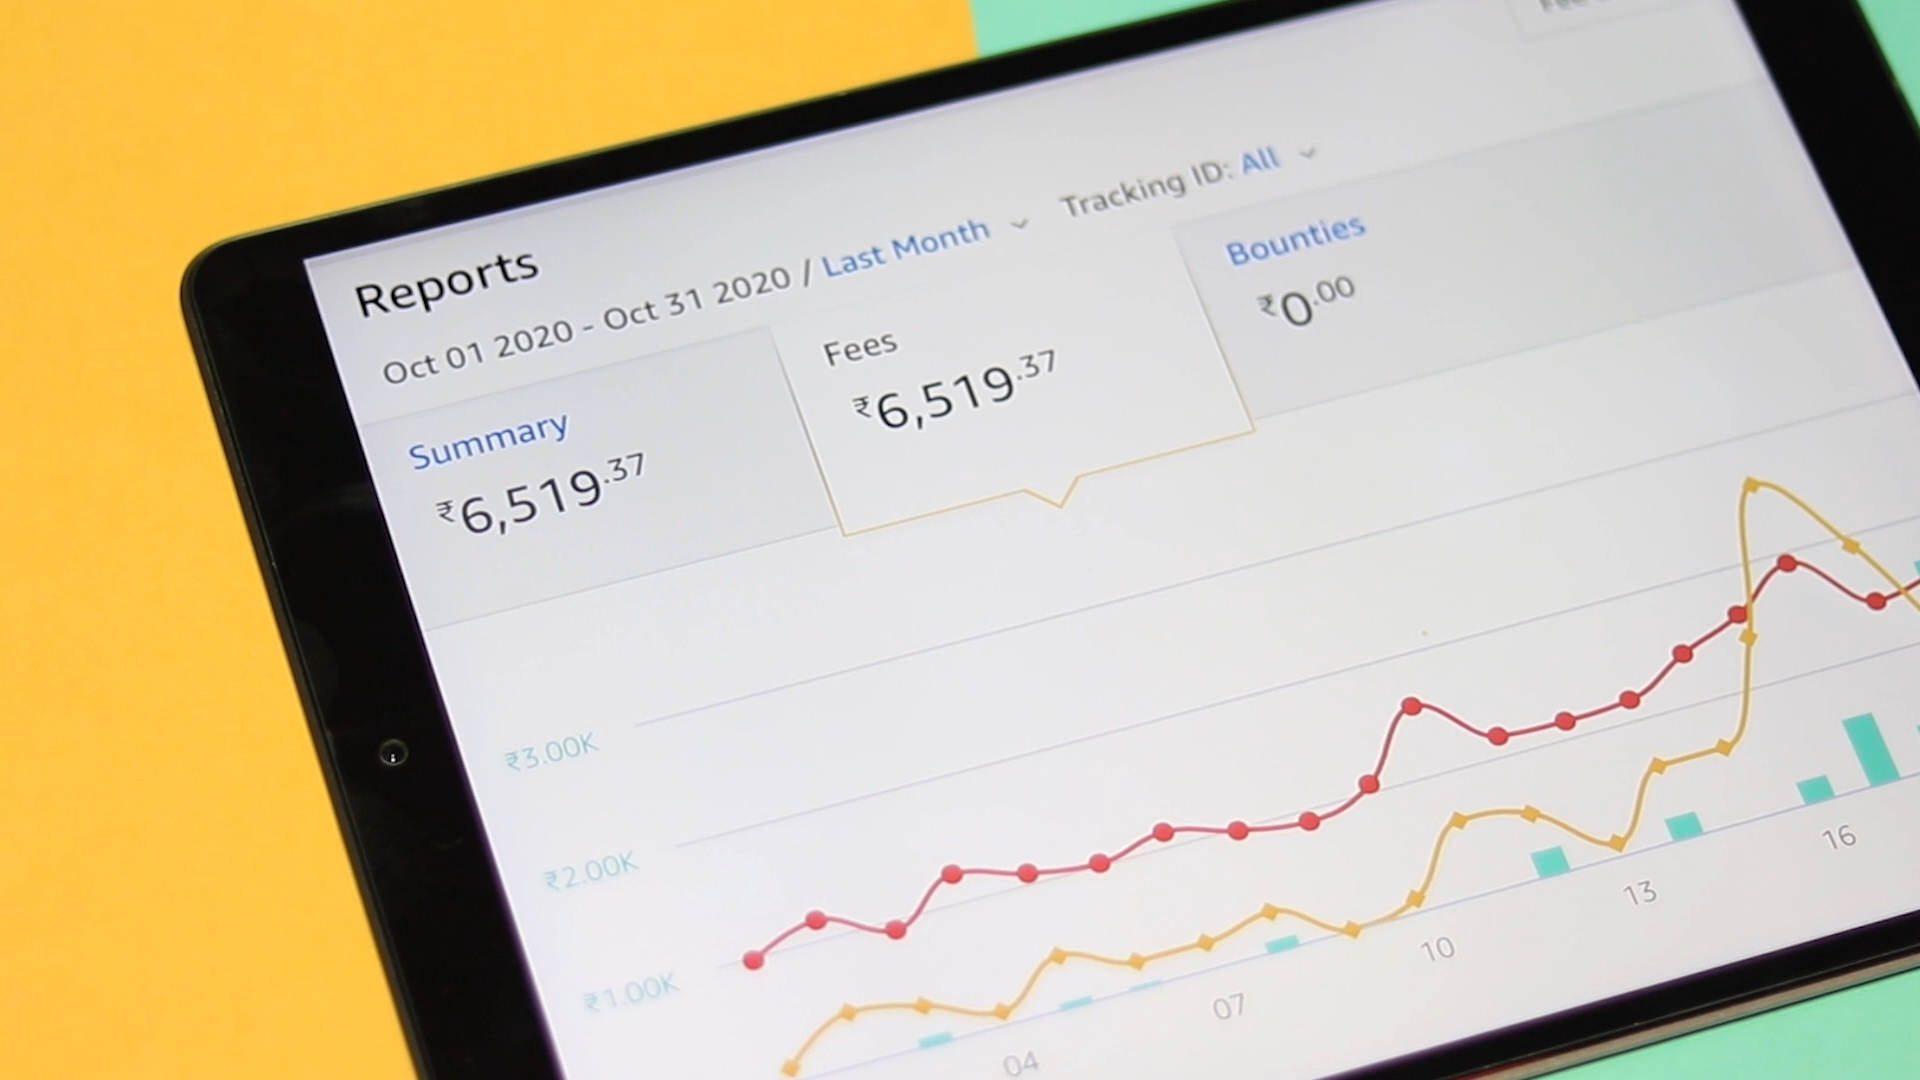 Reports
Oct 01 2020 - Oct 31 2020 / Last Month
Tracking ID: All
Summary
₹6,519.37
Fees
₹6,519.37
Bounties
₹0.00
₹3.00K
₹2.00K
₹1.00K
04
07
10
13
16